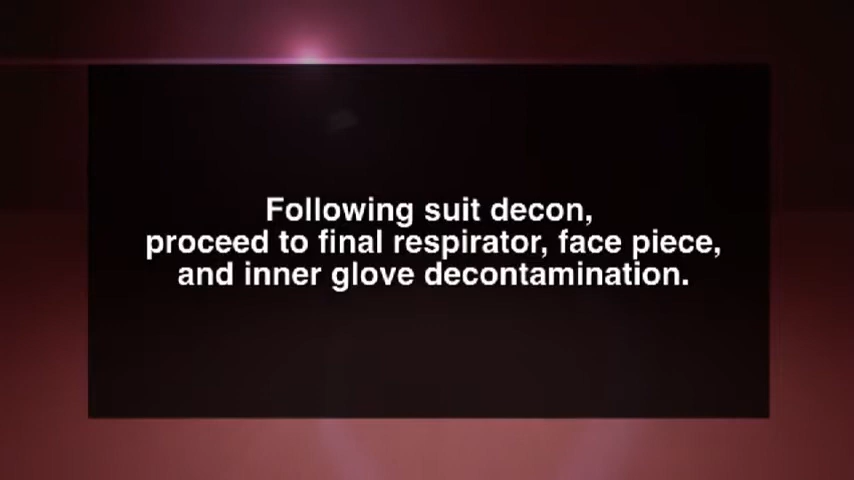 Following suit decon,
proceed to final respirator, face piece,
and inner glove decontamination.